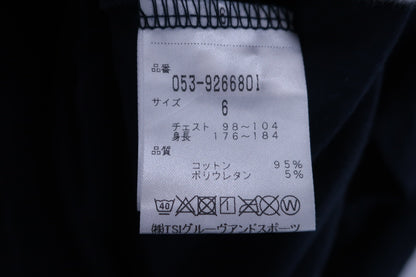 品番
053-9266801
サイズ
6
チェスト 98～104
身長 176～184
品質
コットン 95%
ポリウレタン 5%
40 W
㈱TSIグルーヴアンドスポーツ